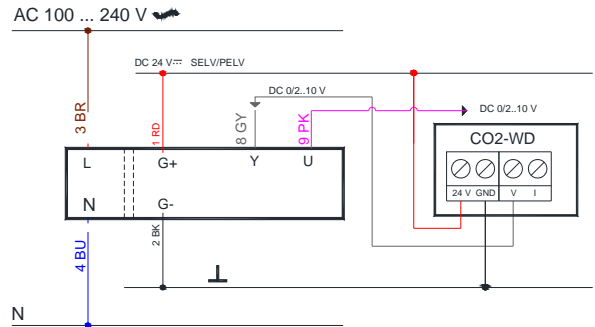 AC 100 ... 240 V
DC 24 V⎓ SELV/PELV
DC 0/2..10 V
DC 0/2..10 V
3 BR
1 RD
8 GY
9 PK
CO2-WD
L
G+
Y
U
24 V GND V I
N
G-
4 BU
2 BK
N